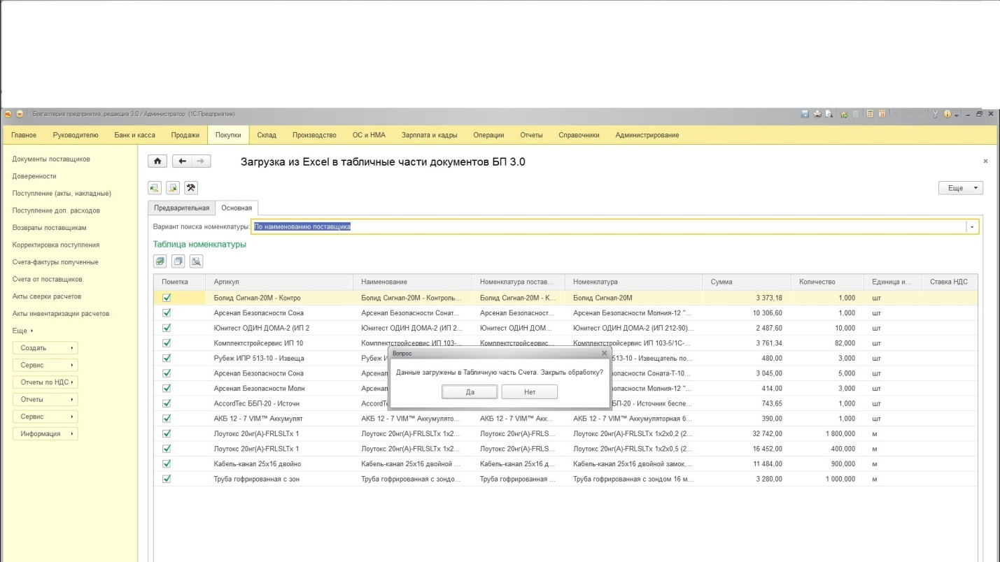 Бухгалтерия предприятия, редакция 3.0 / Администратор (1С:Предприятие)
Главное Руководителю Банк и касса Продажи Покупки Склад Производство ОС и НМА Зарплата и кадры Операции Отчеты Справочники Администрирование
Документы поставщиков
Доверенности
Поступление (акты, накладные)
Поступление доп. расходов
Возвраты поставщикам
Корректировка поступления
Счета-фактуры полученные
Счета от поставщиков
Акты сверки расчетов
Акты инвентаризации расчетов
Еще
Создать
Сервис
Отчеты по НДС
Отчеты
Сервис
Информация
Загрузка из Excel в табличные части документов БП 3.0
Еще
Предварительная Основная
Вариант поиска номенклатуры: По наименованию поставщика
Таблица номенклатуры
Пометка Артикул Наименование Номенклатура постав... Номенклатура Сумма Количество Единица и... Ставка НДС
Болид Сигнал-20М - Контро Болид Сигнал-20М - Контроль... Болид Сигнал-20М - К... Болид Сигнал-20М 3 373,18 1,000 шт
Арсенал Безопасности Сона Арсенал Безопасности Сонат... Арсенал Безопасност... Арсенал Безопасности Молния-12 "... 10 306,60 1,000 шт
Юнитест ОДИН ДОМА-2 (ИП 2 Юнитест ОДИН ДОМА-2 (ИП 2... Юнитест ОДИН ДОМ... Юнитест ОДИН ДОМА-2 (ИП 212-90)... 2 487,60 10,000 шт
Комплектстройсервис ИП 10 Комплектстройсервис ИП 103-... Комплектстройсервис... Комплектстройсервис ИП 103-5/1С-... 3 761,34 82,000 шт
Рубеж ИПР 513-10 - Извеща Рубеж И 513-10 - Извещатель по... 480,00 3,000 шт
Арсенал Безопасности Сона Арсенал опасности Соната-Т-10... 3 045,00 5,000 шт
Арсенал Безопасности Молн Арсенал опасности Молния-12 "... 414,00 3,000 шт
AccordTec ББП-20 - Источн AccordTe БП-20 - Источник беспе... 743,65 1,000 шт
АКБ 12 - 7 VIM™ Аккумулят АКБ 12 - 7 VIM™ Аккумулято... АКБ 12 - 7 VIM™ Акк... АКБ 12 - 7 VIM™ Аккумуляторная б... 390,00 1,000 шт
Лоутокс 20нг(А)-FRLSLTx 1 Лоутокс 20нг(А)-FRLSLTx 1x2... Лоутокс 20нг(А)-FRLS... Лоутокс 20нг(А)-FRLSLTx 1x2x0,2 (2... 32 742,00 1 800,000 м
Лоутокс 20нг(А)-FRLSLTx 1 Лоутокс 20нг(А)-FRLSLTx 1x2... Лоутокс 20нг(А)-FRLS... Лоутокс 20нг(А)-FRLSLTx 1x2x0,5 (2... 16 452,00 400,000 м
Кабель-канал 25x16 двойно Кабель-канал 25x16 двойной ... Кабель-канал 25x16 д... Кабель-канал 25x16 двойной замок,... 11 484,00 900,000 м
Труба гофрированная с зон Труба гофрированная с зондо... Труба гофрированная ... Труба гофрированная с зондом 16 м... 3 280,00 1 000,000 м
Вопрос
Данные загружены в Табличную часть Счета. Закрыть обработку?
Да Нет